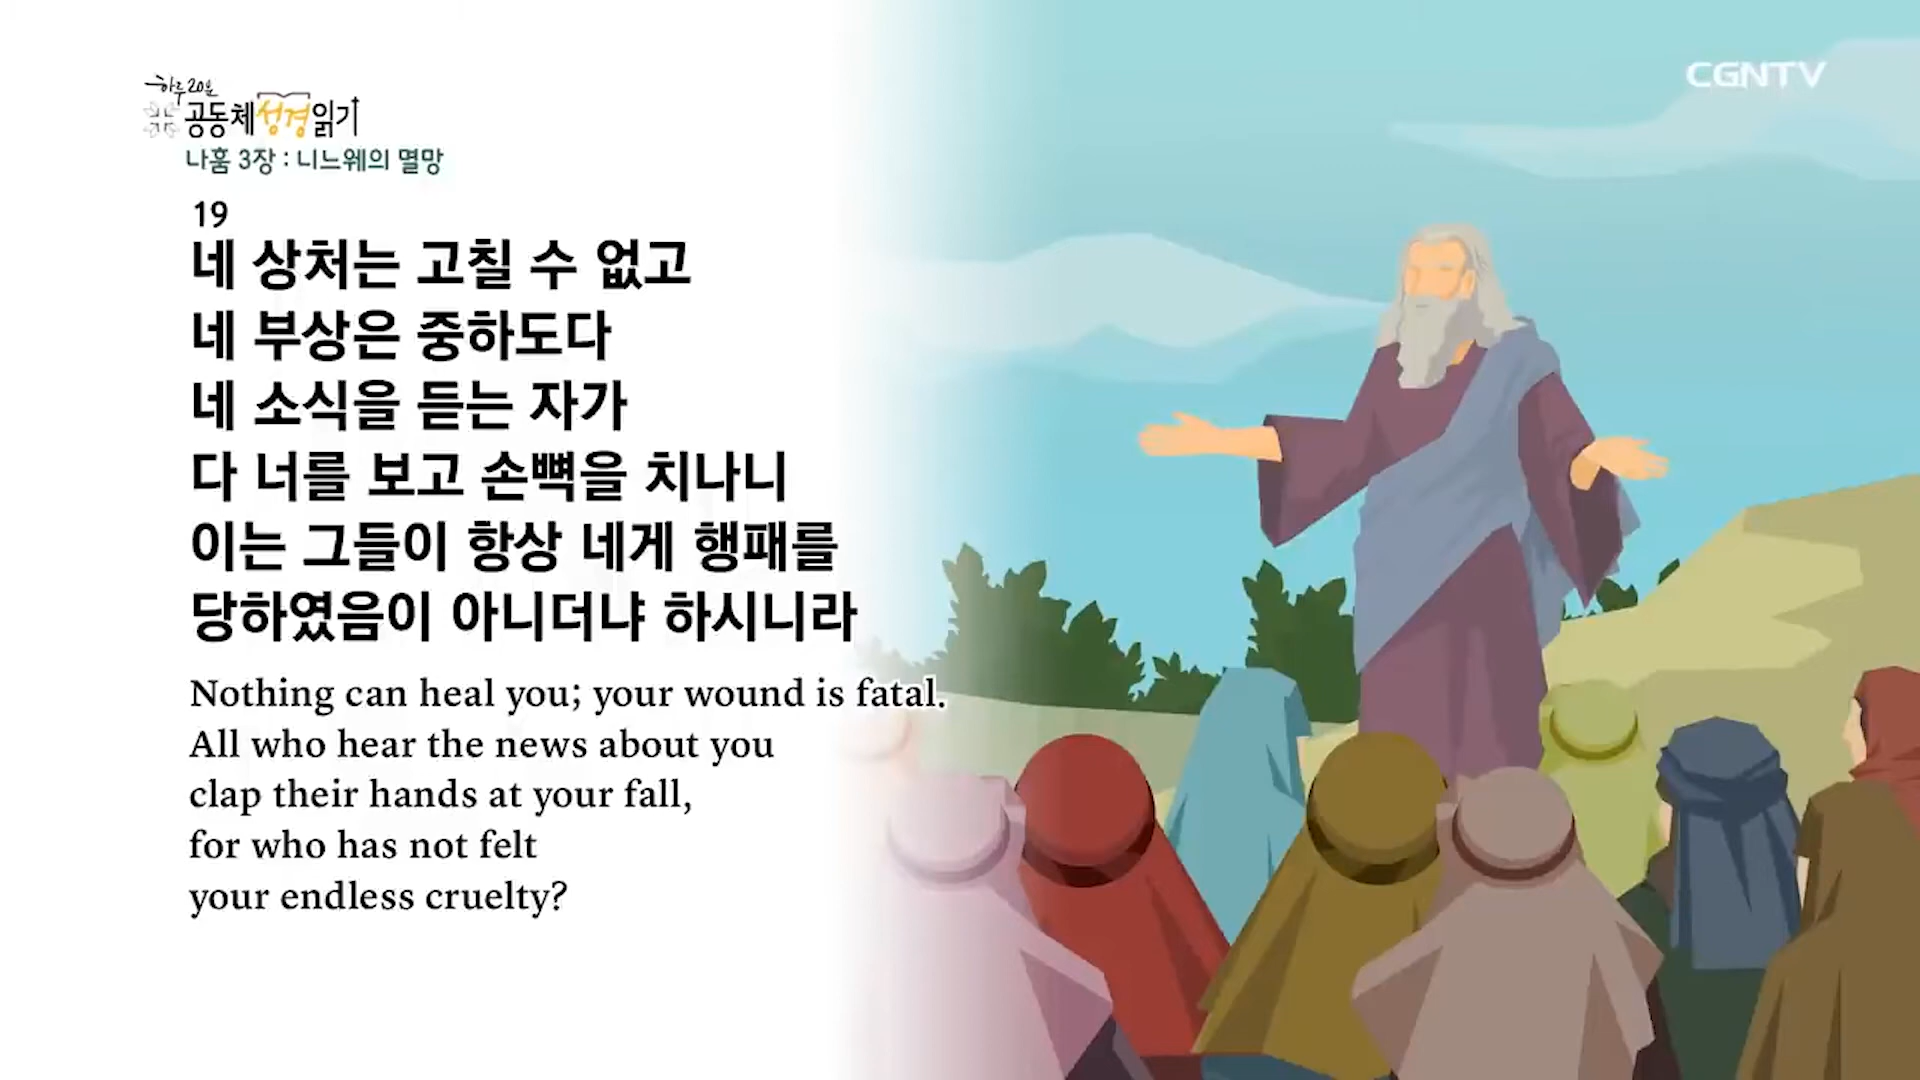 하루 20분
공동체성경읽기
나훔 3장 : 니느웨의 멸망
CGNTV
19
네 상처는 고칠 수 없고
네 부상은 중하도다
네 소식을 듣는 자가
다 너를 보고 손뼉을 치나니
이는 그들이 항상 네게 행패를
당하였음이 아니더냐 하시니라
Nothing can heal you; your wound is fatal.
All who hear the news about you
clap their hands at your fall,
for who has not felt
your endless cruelty?